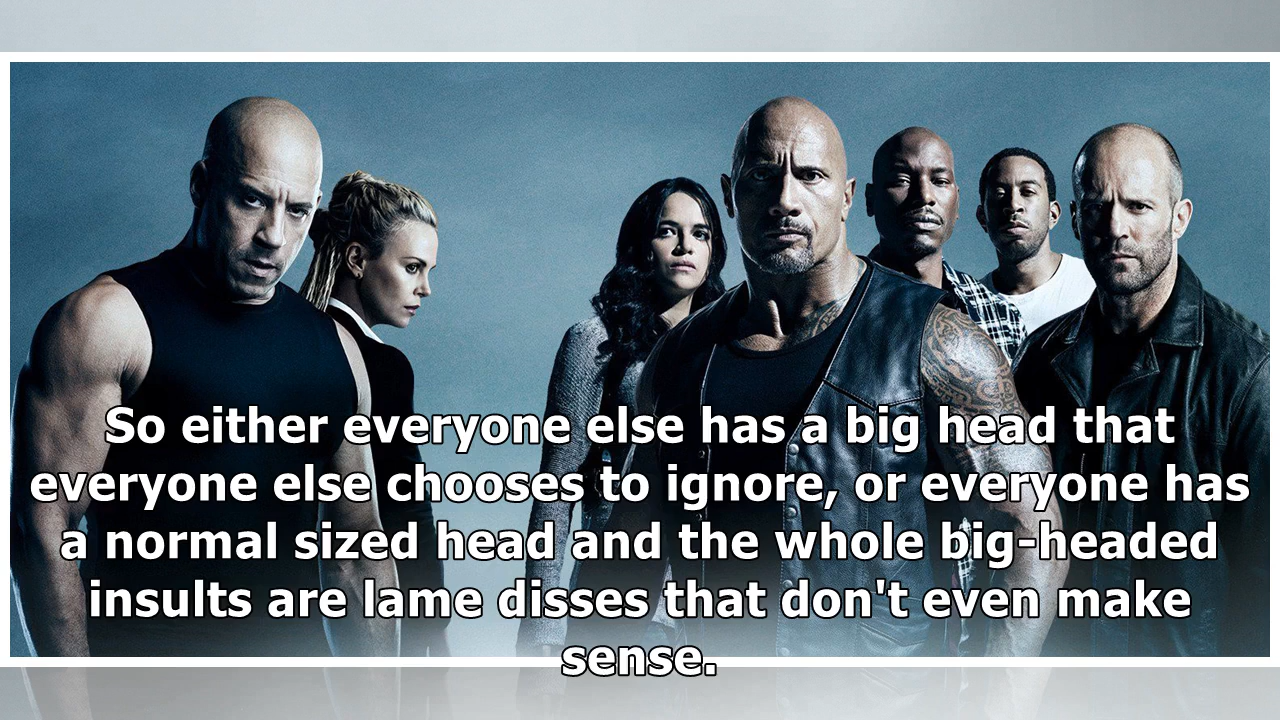 So either everyone else has a big head that
everyone else chooses to ignore, or everyone has
a normal sized head and the whole big-headed
insults are lame disses that don't even make
sense.